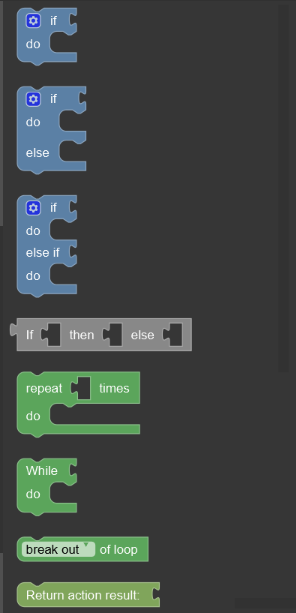 if
do
if
do
else
if
do
else if
do
If then else
repeat times
do
While
do
break out of loop
Return action result: